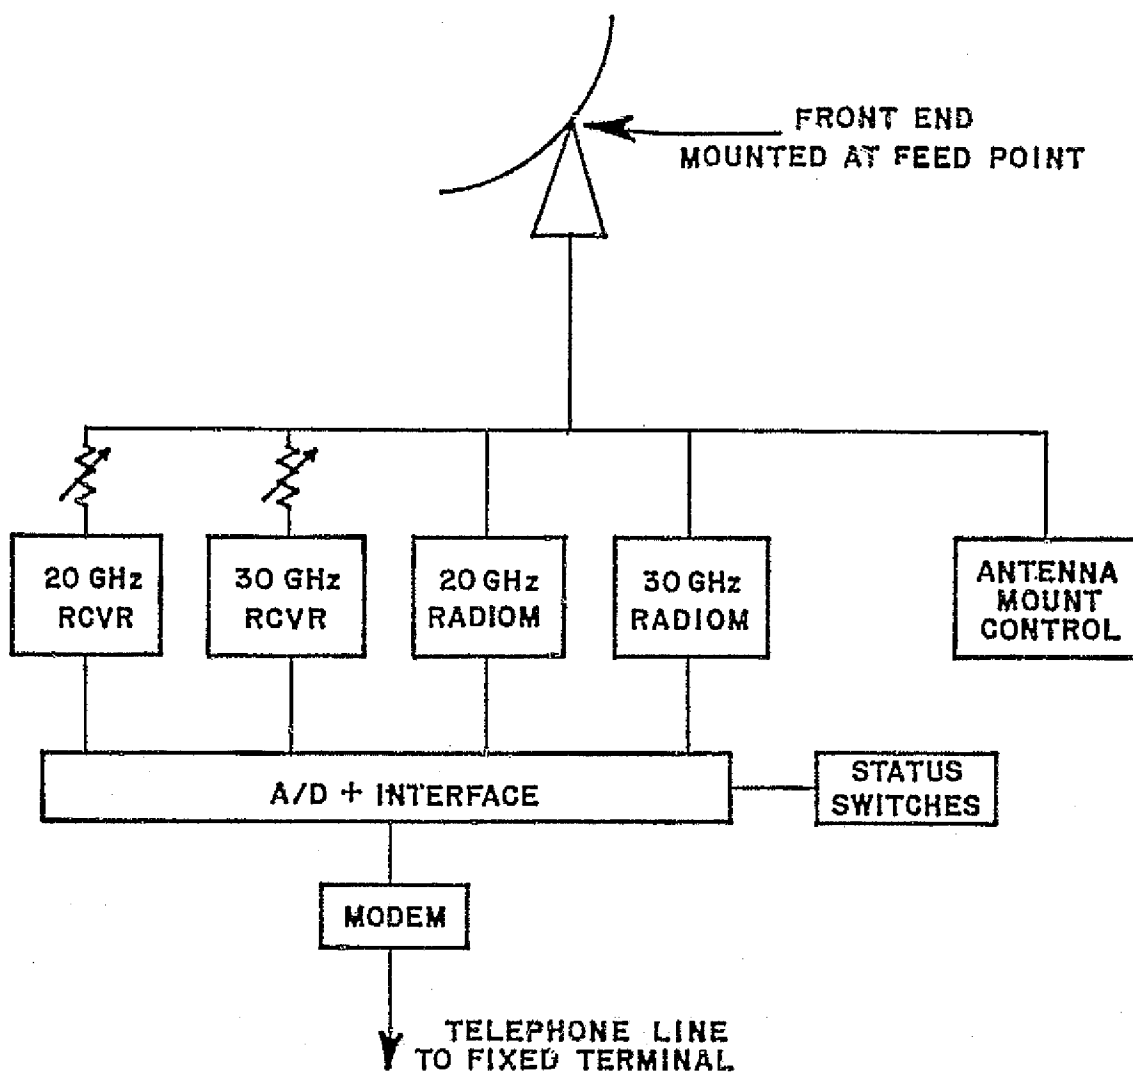 FRONT END
MOUNTED AT FEED POINT
20 GHz
RCVR
30 GHz
RCVR
20 GHz
RADIOM
30 GHz
RADIOM
ANTENNA
MOUNT
CONTROL
A/D + INTERFACE
STATUS
SWITCHES
MODEM
TELEPHONE LINE
TO FIXED TERMINAL